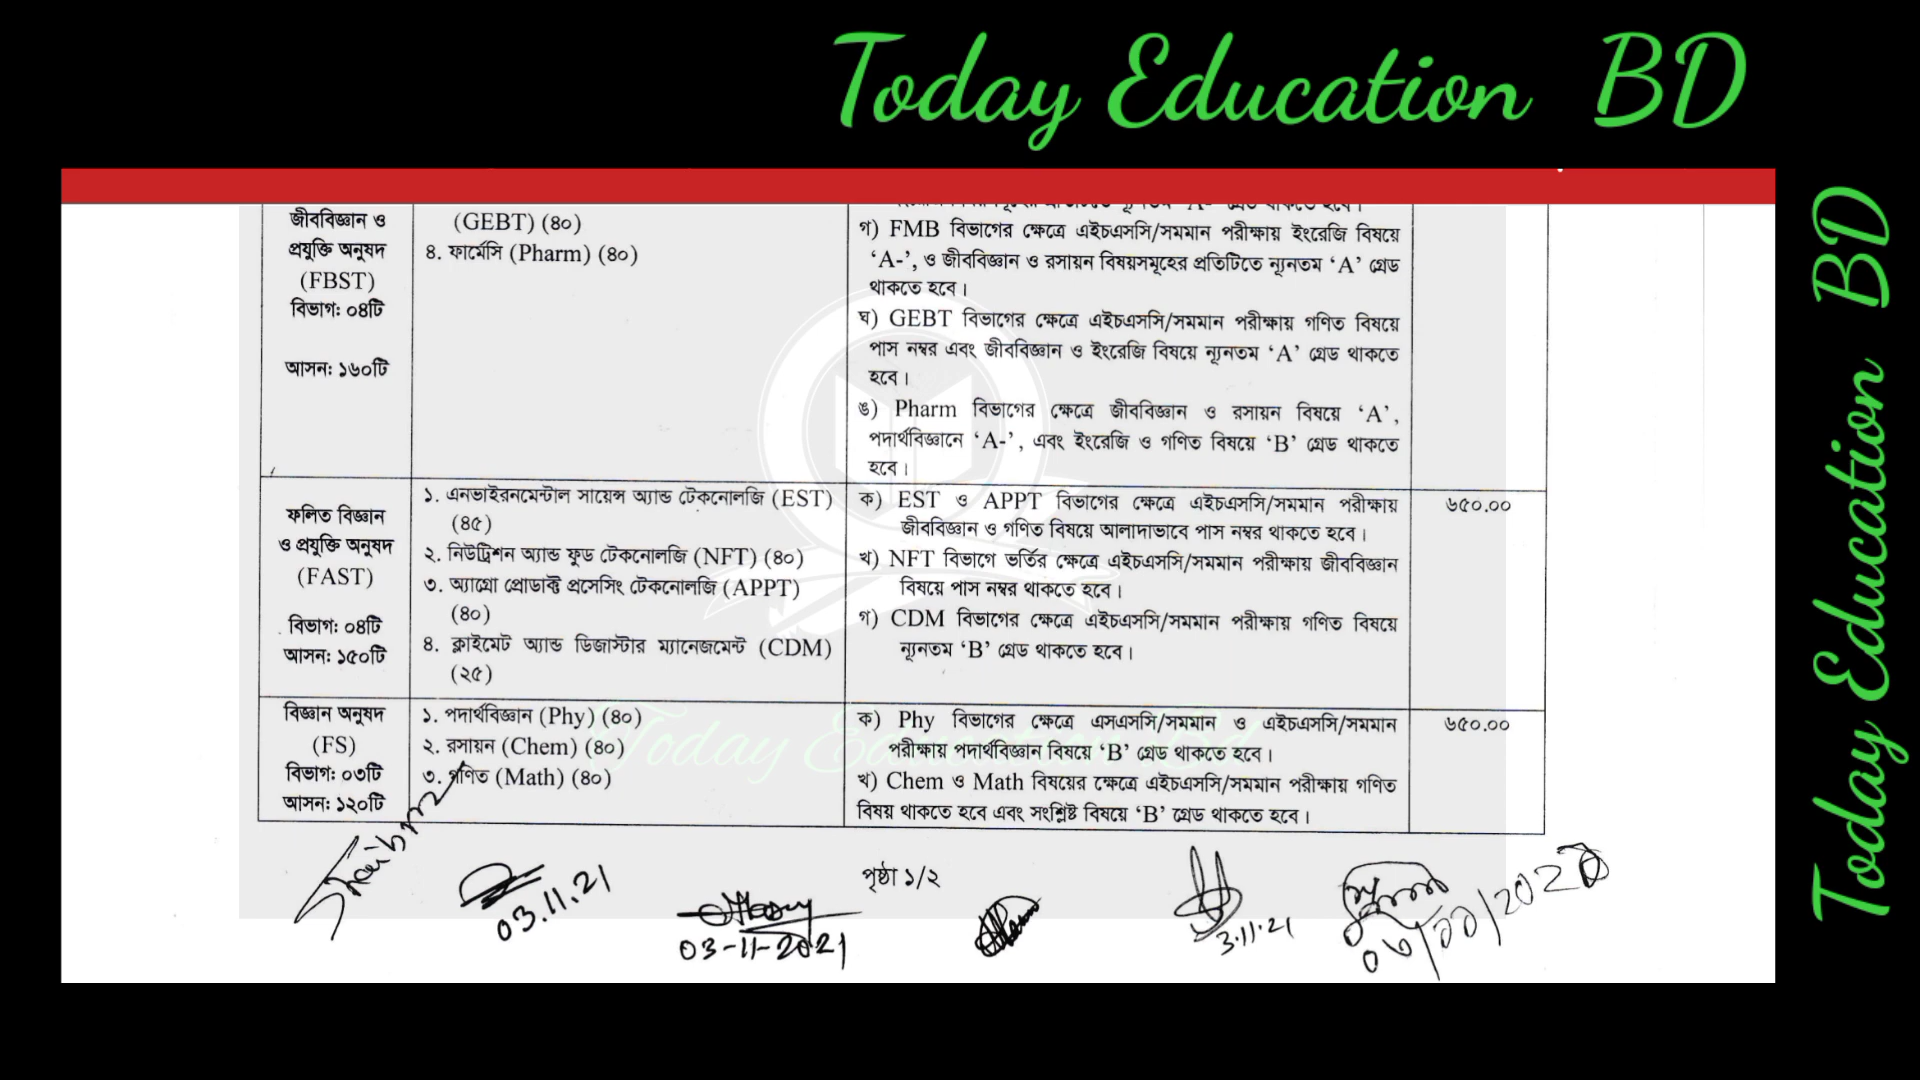 Today Education BD
Today Education BD
জীববিজ্ঞান ও
প্রযুক্তি অনুষদ
(FBST)
বিভাগঃ ০৪টি
আসন: ১৬০টি
(GEBT) (৪০)
৪. ফার্মেসি (Pharm) (৪০)
গ) FMB বিভাগের ক্ষেত্রে এইচএসসি/সমমান পরীক্ষায় ইংরেজি বিষয়ে
‘A-’, ও জীববিজ্ঞান ও রসায়ন বিষয়সমূহের প্রতিটিতে ন্যূনতম ‘A’ গ্রেড
থাকতে হবে।
ঘ) GEBT বিভাগের ক্ষেত্রে এইচএসসি/সমমান পরীক্ষায় গণিত বিষয়ে
পাস নম্বর এবং জীববিজ্ঞান ও ইংরেজি বিষয়ে ন্যূনতম ‘A’ গ্রেড থাকতে
হবে।
ঙ) Pharm বিভাগের ক্ষেত্রে জীববিজ্ঞান ও রসায়ন বিষয়ে ‘A’,
পদার্থবিজ্ঞানে ‘A-’, এবং ইংরেজি ও গণিত বিষয়ে ‘B’ গ্রেড থাকতে
হবে।
ফলিত বিজ্ঞান
ও প্রযুক্তি অনুষদ
(FAST)
বিভাগঃ ০৪টি
আসন: ১৫০টি
১. এনভাইরনমেন্টাল সায়েন্স অ্যান্ড টেকনোলজি (EST)
(৪৫)
২. নিউট্রিশন অ্যান্ড ফুড টেকনোলজি (NFT) (৪০)
৩. অ্যাগ্রো প্রোডাক্ট প্রসেসিং টেকনোলজি (APPT)
(৪০)
৪. ক্লাইমেট অ্যান্ড ডিজাস্টার ম্যানেজমেন্ট (CDM)
(২৫)
ক) EST ও APPT বিভাগের ক্ষেত্রে এইচএসসি/সমমান পরীক্ষায়
জীববিজ্ঞান ও গণিত বিষয়ে আলাদাভাবে পাস নম্বর থাকতে হবে।
খ) NFT বিভাগে ভর্তির ক্ষেত্রে এইচএসসি/সমমান পরীক্ষায় জীববিজ্ঞান
বিষয়ে পাস নম্বর থাকতে হবে।
গ) CDM বিভাগের ক্ষেত্রে এইচএসসি/সমমান পরীক্ষায় গণিত বিষয়ে
ন্যূনতম ‘B’ গ্রেড থাকতে হবে।
৬৫০.০০
বিজ্ঞান অনুষদ
(FS)
বিভাগঃ ০৩টি
আসন: ১২০টি
১. পদার্থবিজ্ঞান (Phy) (৪০)
২. রসায়ন (Chem) (৪০)
৩. গণিত (Math) (৪০)
ক) Phy বিভাগের ক্ষেত্রে এসএসসি/সমমান ও এইচএসসি/সমমান
পরীক্ষায় পদার্থবিজ্ঞান বিষয়ে ‘B’ গ্রেড থাকতে হবে।
খ) Chem ও Math বিষয়ের ক্ষেত্রে এইচএসসি/সমমান পরীক্ষায় গণিত
বিষয় থাকতে হবে এবং সংশ্লিষ্ট বিষয়ে ‘B’ গ্রেড থাকতে হবে।
৬৫০.০০
Today Education Bd
পৃষ্ঠা ১/২
03.11.21
03-11-2021
3.11.21